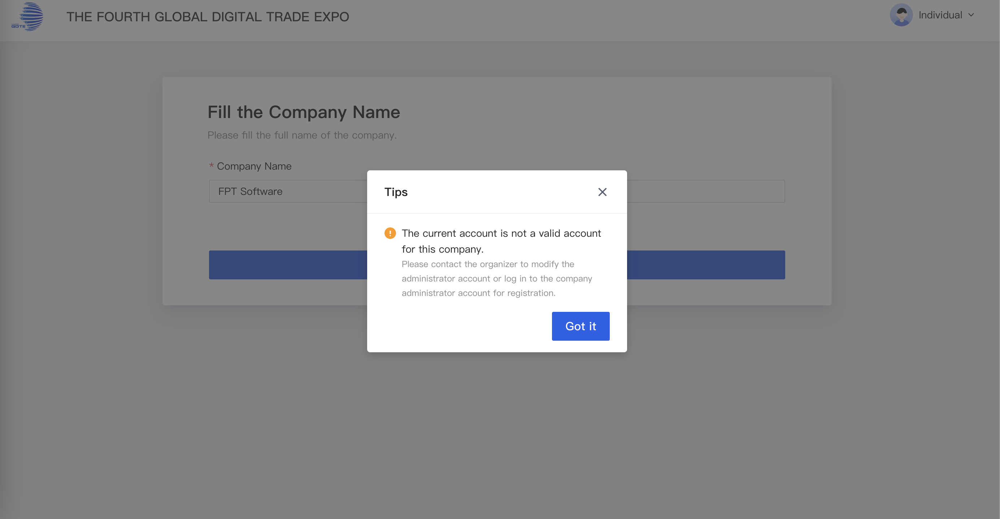 GDTE
THE FOURTH GLOBAL DIGITAL TRADE EXPO
Individual
Fill the Company Name
Please fill the full name of the company.
* Company Name
FPT Software
Tips
The current account is not a valid account
for this company.
Please contact the organizer to modify the
administrator account or log in to the company
administrator account for registration.
Got it